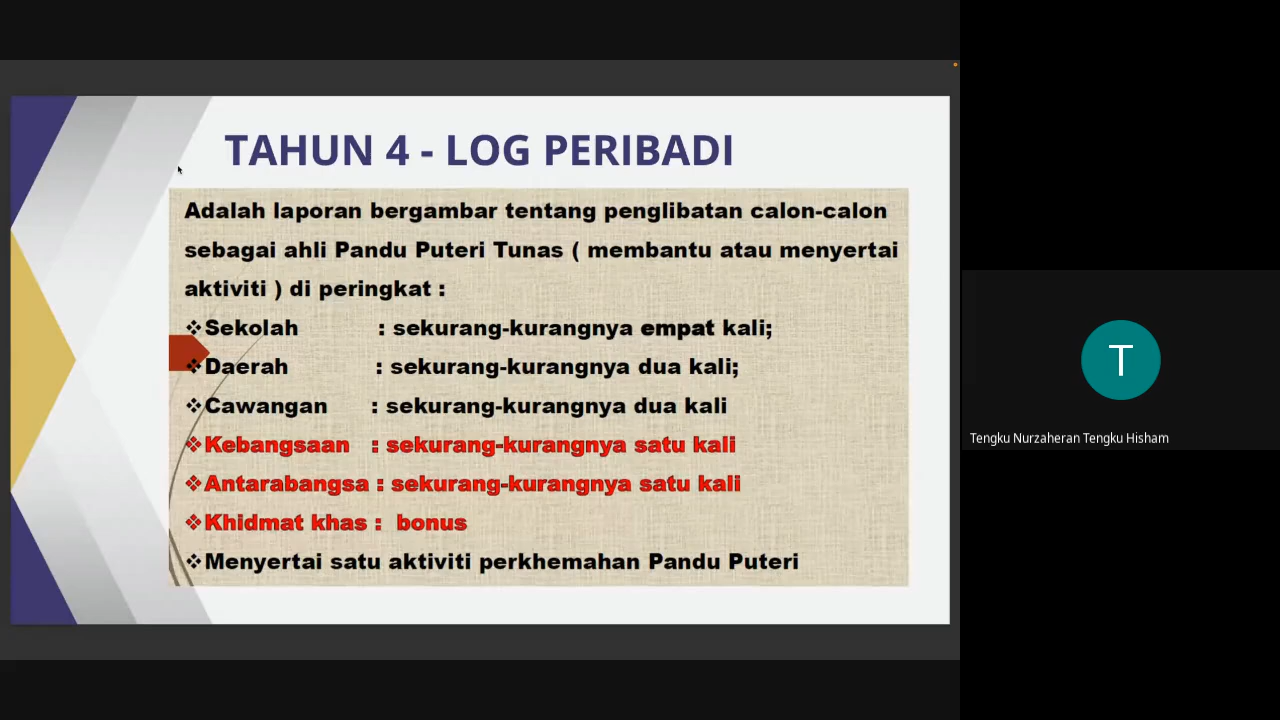 TAHUN 4 - LOG PERIBADI
Adalah laporan bergambar tentang penglibatan calon-calon
sebagai ahli Pandu Puteri Tunas ( membantu atau menyertai
aktiviti ) di peringkat :
❖Sekolah : sekurang-kurangnya empat kali;
❖Daerah : sekurang-kurangnya dua kali;
❖Cawangan : sekurang-kurangnya dua kali
❖Kebangsaan : sekurang-kurangnya satu kali
❖Antarabangsa : sekurang-kurangnya satu kali
❖Khidmat khas : bonus
❖Menyertai satu aktiviti perkhemahan Pandu Puteri
T
Tengku Nurzaheran Tengku Hisham